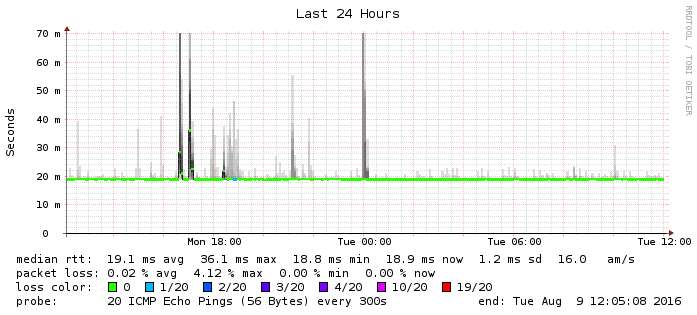 Last 24 Hours
RRDTOOL / TOBI OETIKER
Seconds
70 m
60 m
50 m
40 m
30 m
20 m
10 m
0
Mon 18:00 Tue 00:00 Tue 06:00 Tue 12:00
median rtt: 19.1 ms avg 36.1 ms max 18.8 ms min 18.9 ms now 1.2 ms sd 16.0 am/s
packet loss: 0.02 % avg 4.12 % max 0.00 % min 0.00 % now
loss color: 0 1/20 2/20 3/20 4/20 10/20 19/20
probe: 20 ICMP Echo Pings (56 Bytes) every 300s end: Tue Aug 9 12:05:08 2016